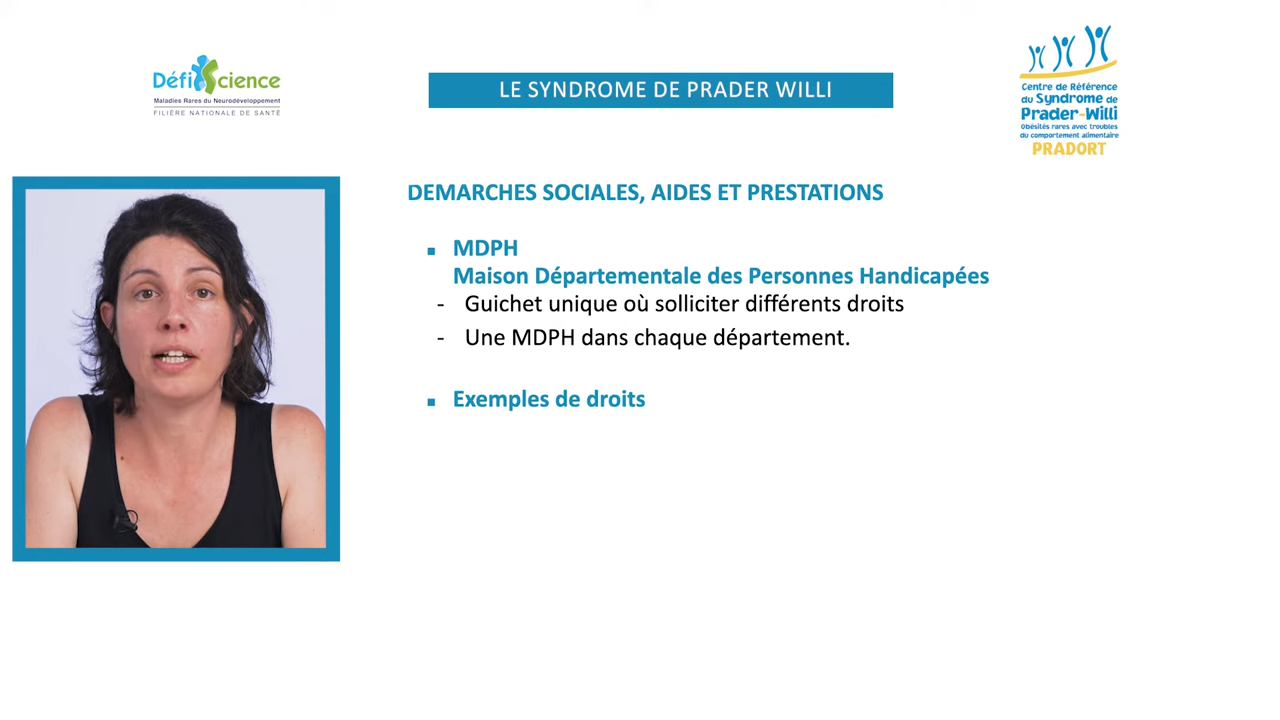 DéfiScience
Maladies Rares du Neurodéveloppement
FILIÈRE NATIONALE DE SANTÉ
LE SYNDROME DE PRADER WILLI
Centre de Référence
du Syndrome de
Prader-Willi
Obésités rares avec troubles
du comportement alimentaire
PRADORT
DEMARCHES SOCIALES, AIDES ET PRESTATIONS
▪ MDPH
Maison Départementale des Personnes Handicapées
- Guichet unique où solliciter différents droits
- Une MDPH dans chaque département.
▪ Exemples de droits